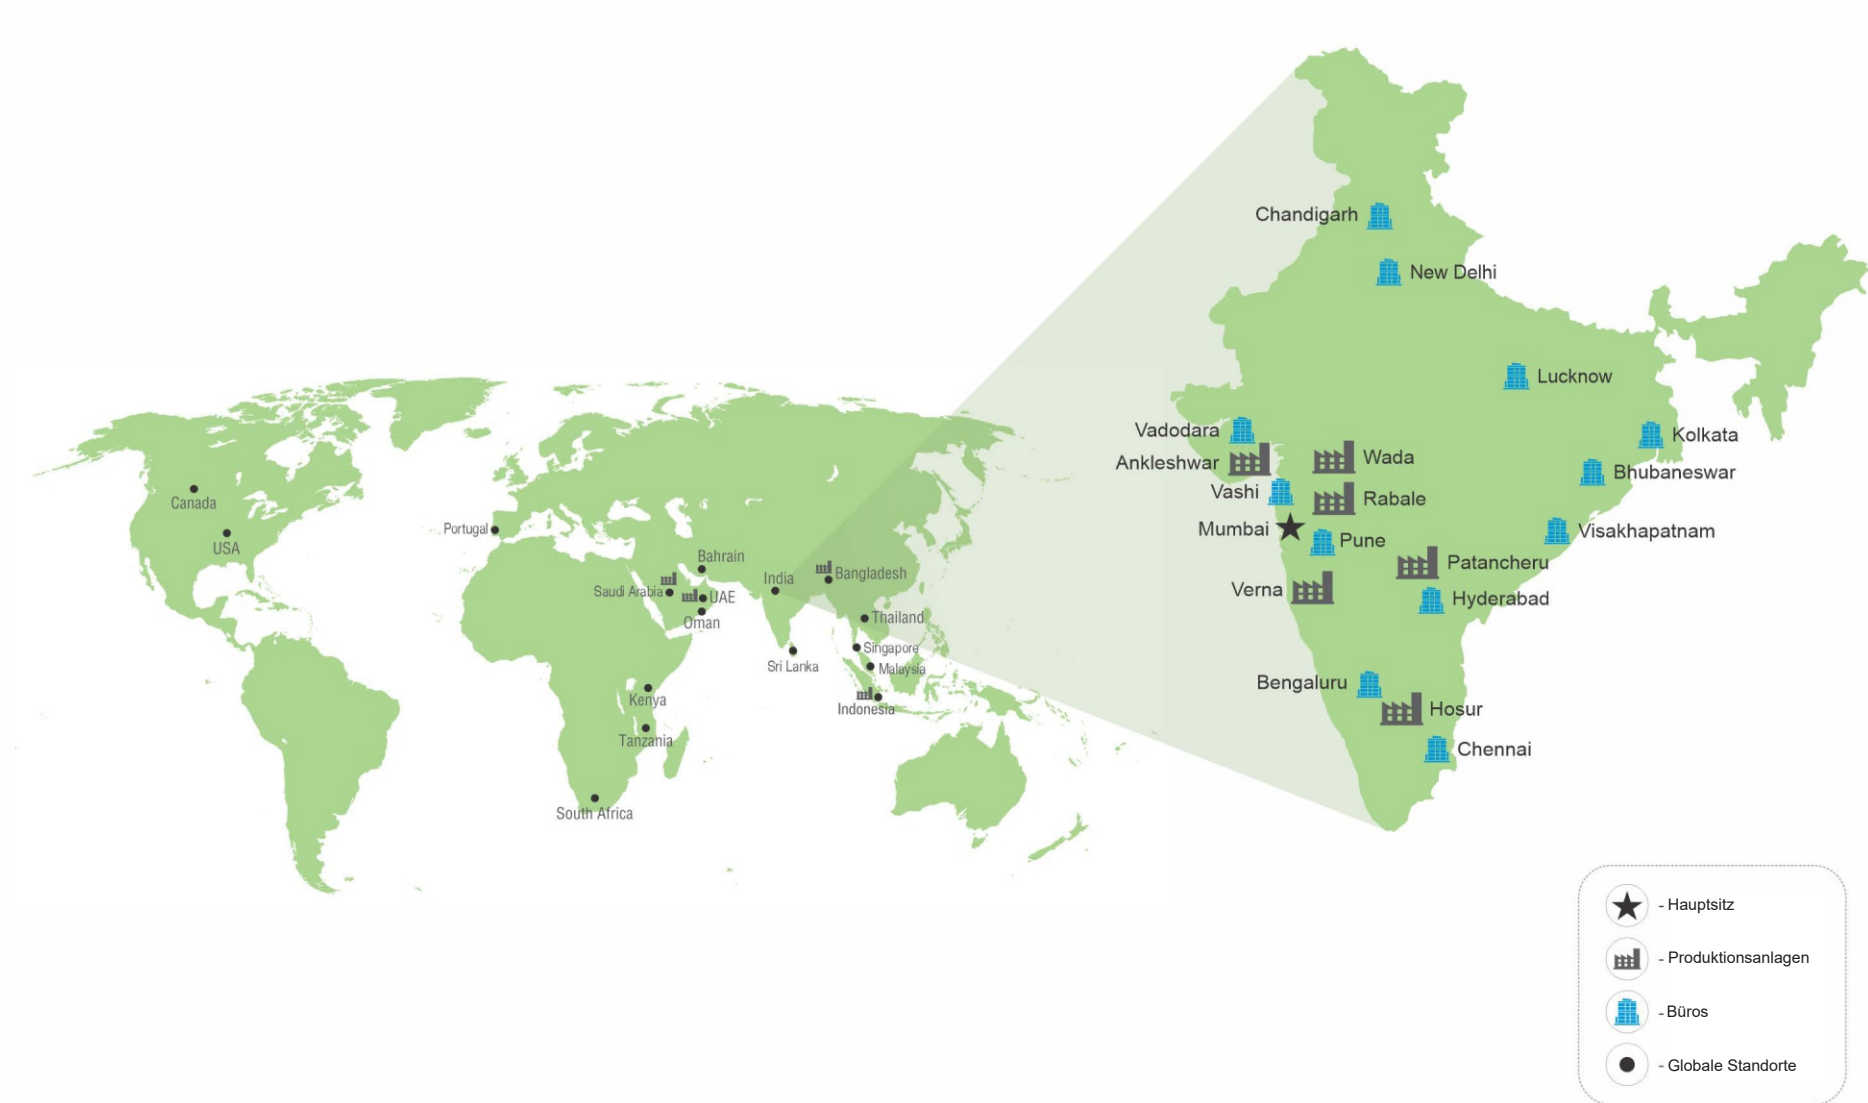 Canada
USA
Portugal
Bahrain
Saudi Arabia
UAE
Oman
India
Bangladesh
Thailand
Sri Lanka
Singapore
Malaysia
Indonesia
Kenya
Tanzania
South Africa
Chandigarh
New Delhi
Lucknow
Vadodara
Kolkata
Ankleshwar
Wada
Bhubaneswar
Vashi
Rabale
Mumbai
Pune
Visakhapatnam
Patancheru
Verna
Hyderabad
Bengaluru
Hosur
Chennai
- Hauptsitz
- Produktionsanlagen
- Büros
- Globale Standorte